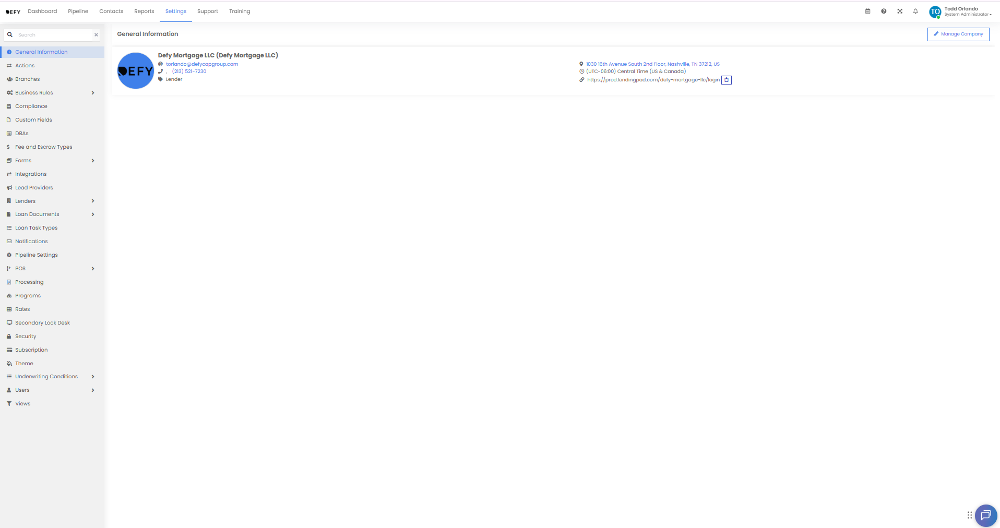 DEFY Dashboard Pipeline Contacts Reports Settings Support Training
TO Todd Orlando
System Administrator
Search
General Information
Actions
Branches
Business Rules
Compliance
Custom Fields
DBAs
Fee and Escrow Types
Forms
Integrations
Lead Providers
Lenders
Loan Documents
Loan Task Types
Notifications
Pipeline Settings
POS
Processing
Programs
Rates
Secondary Lock Desk
Security
Subscription
Theme
Underwriting Conditions
Users
Views
General Information
Manage Company
DEFY
Defy Mortgage LLC (Defy Mortgage LLC)
torlando@defycapgroup.com
, (213) 521-7230
Lender
1030 16th Avenue South 2nd Floor, Nashville, TN 37212, US
(UTC-06:00) Central Time (US & Canada)
https://prod.lendingpad.com/defy-mortgage-llc/login